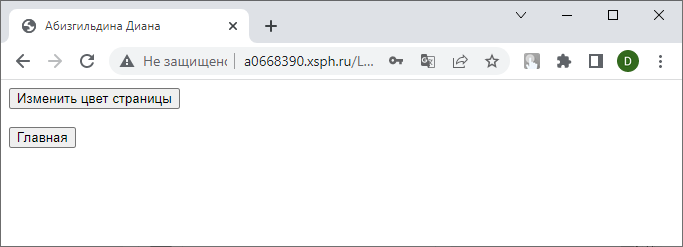 Абизгильдина Диана
Не защищено a0668390.xsph.ru/L...
D
Изменить цвет страницы
Главная